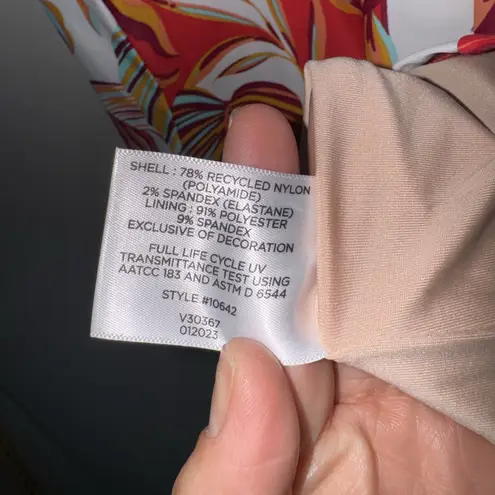 SHELL : 78% RECYCLED NYLON
(POLYAMIDE)
2% SPANDEX (ELASTANE)
LINING : 91% POLYESTER
9% SPANDEX
EXCLUSIVE OF DECORATION
FULL LIFE CYCLE UV
TRANSMITTANCE TEST USING
AATCC 183 AND ASTM D 6544
STYLE #10642
V30367
012023